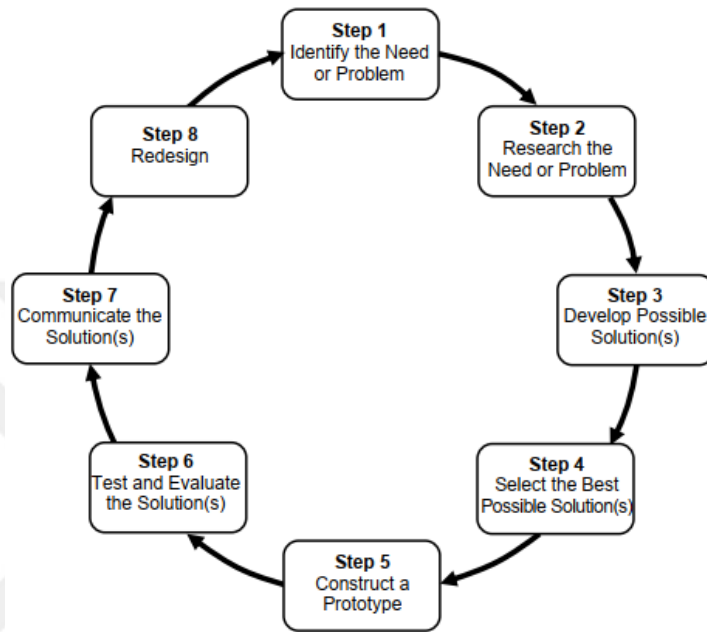 Step 1
Identify the Need
or Problem
Step 2
Research the
Need or Problem
Step 3
Develop Possible
Solution(s)
Step 4
Select the Best
Possible Solution(s)
Step 5
Construct a
Prototype
Step 6
Test and Evaluate
the Solution(s)
Step 7
Communicate the
Solution(s)
Step 8
Redesign